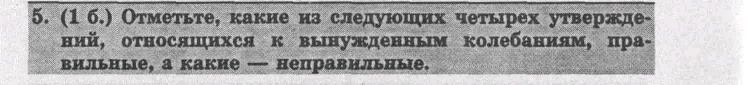 5. (1 б.) Отметьте, какие из следующих четырех утвержде-
ний, относящихся к вынужденным колебаниям, пра-
вильные, а какие — неправильные.